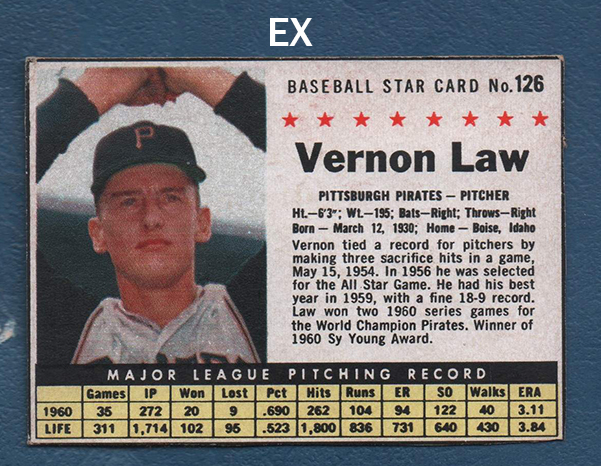 EX
BASEBALL STAR CARD No.126
Vernon Law
PITTSBURGH PIRATES — PITCHER
Ht.—6'3"; Wt.—195; Bats—Right; Throws—Right
Born — March 12, 1930; Home — Boise, Idaho
Vernon tied a record for pitchers by
making three sacrifice hits in a game,
May 15, 1954. In 1956 he was selected
for the All Star Game. He had his best
year in 1959, with a fine 18-9 record.
Law won two 1960 series games for
the World Champion Pirates. Winner of
1960 Sy Young Award.
P
MAJOR LEAGUE PITCHING RECORD
Games IP Won Lost Pct Hits Runs ER SO Walks ERA
1960 35 272 20 9 .690 262 104 94 122 40 3.11
LIFE 311 1,714 102 95 .523 1,800 836 731 640 430 3.84